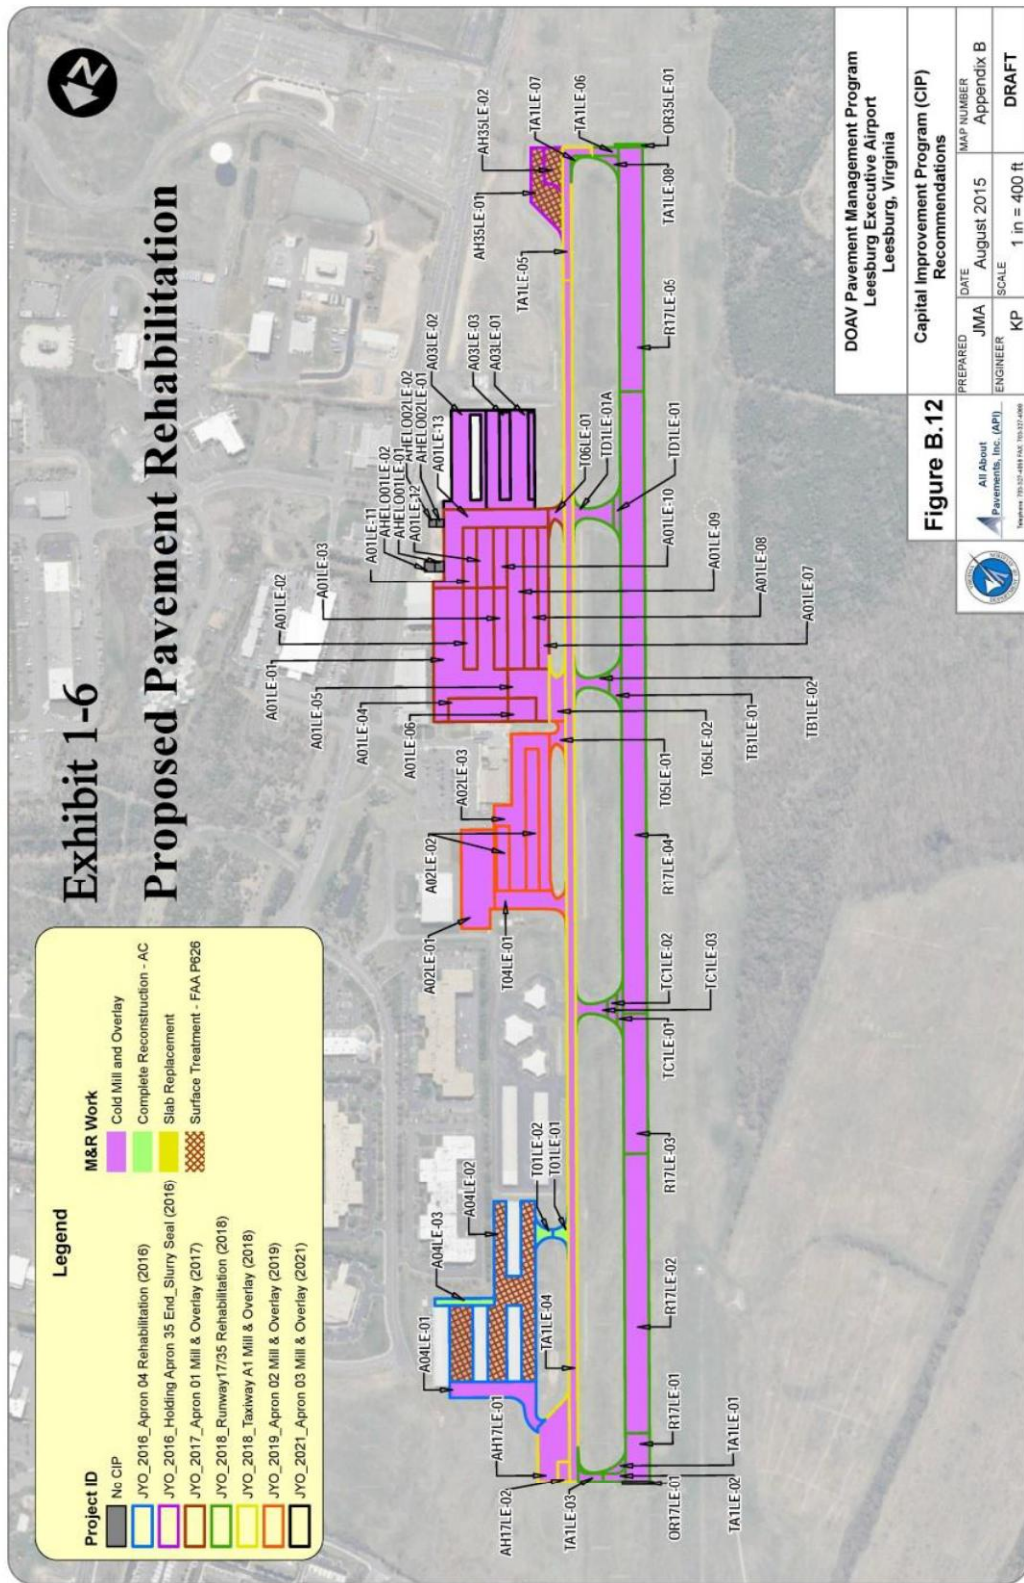 Exhibit 1-6
Proposed Pavement Rehabilitation
Legend
Project ID
No CIP
JYO_2016_Apron 04 Rehabilitation (2016)
JYO_2016_Holding Apron 35 End_Slurry Seal (2016)
JYO_2017_Apron 01 Mill & Overlay (2017)
JYO_2018_Runway17/35 Rehabilitation (2018)
JYO_2018_Taxiway A1 Mill & Overlay (2018)
JYO_2019_Apron 02 Mill & Overlay (2019)
JYO_2021_Apron 03 Mill & Overlay (2021)
M&R Work
Cold Mill and Overlay
Complete Reconstruction - AC
Slab Replacement
Surface Treatment - FAA P626
A04LE-01
A04LE-03
A04LE-02
T01LE-02
T01LE-01
AH17LE-01
AH17LE-02
TA1LE-04
TA1LE-03
OR17LE-01
TA1LE-02
TA1LE-01
R17LE-01
R17LE-02
R17LE-03
TC1LE-01
TC1LE-03
TC1LE-02
R17LE-04
A02LE-01
A02LE-02
A02LE-03
T04LE-01
T05LE-01
T05LE-02
TB1LE-01
TB1LE-02
A01LE-01
A01LE-02
A01LE-03
A01LE-05
A01LE-04
A01LE-06
A01LE-11
AHELO01LE-02
AHELO01LE-01
A01LE-12
AHELO02LE-02
AHELO02LE-01
A01LE-13
A03LE-02
A03LE-03
A03LE-01
A01LE-07
A01LE-08
A01LE-09
A01LE-10
T06LE-01
TD1LE-01A
TD1LE-01
R17LE-05
TA1LE-05
AH35LE-01
AH35LE-02
TA1LE-07
TA1LE-06
TA1LE-08
OR35LE-01
DOAV Pavement Management Program
Leesburg Executive Airport
Leesburg, Virginia
Figure B.12
Capital Improvement Program (CIP)
Recommendations
All About
Pavements, Inc. (API)
PREPARED
JMA
DATE
August 2015
MAP NUMBER
Appendix B
ENGINEER
KP
SCALE
1 in = 400 ft
DRAFT